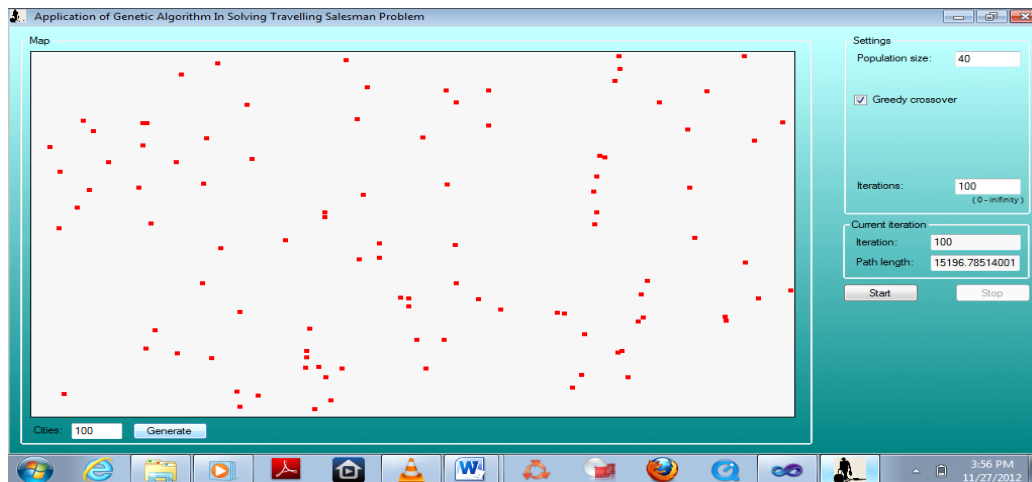 Application of Genetic Algorithm In Solving Travelling Salesman Problem
Map
Settings
Population size: 40
Greedy crossover
Iterations: 100
( 0 - inifinity )
Current iteration
Iteration: 100
Path length: 15196.78514001
Start Stop
Cities: 100 Generate
W
3:56 PM
11/27/2012